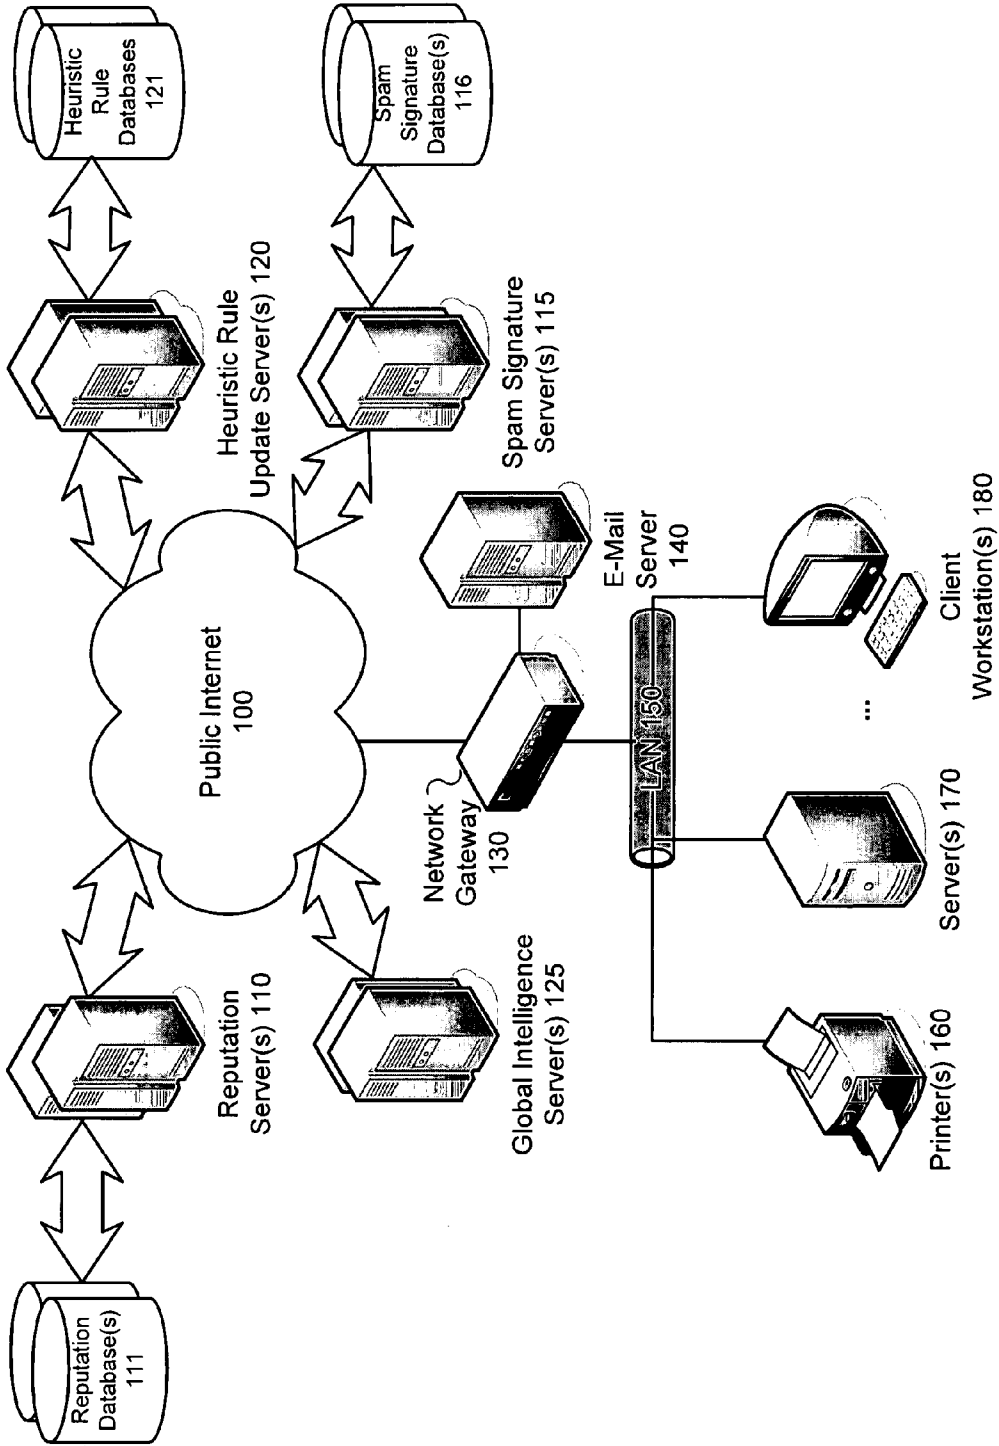 Reputation
Database(s)
111
Reputation
Server(s) 110
Public Internet
100
Heuristic Rule
Update Server(s) 120
Heuristic
Rule
Databases
121
Global Intelligence
Server(s) 125
Spam Signature
Server(s) 115
Spam
Signature
Database(s)
116
Network
Gateway
130
E-Mail
Server
140
LAN 150
Printer(s) 160
Server(s) 170
...
Client
Workstation(s) 180